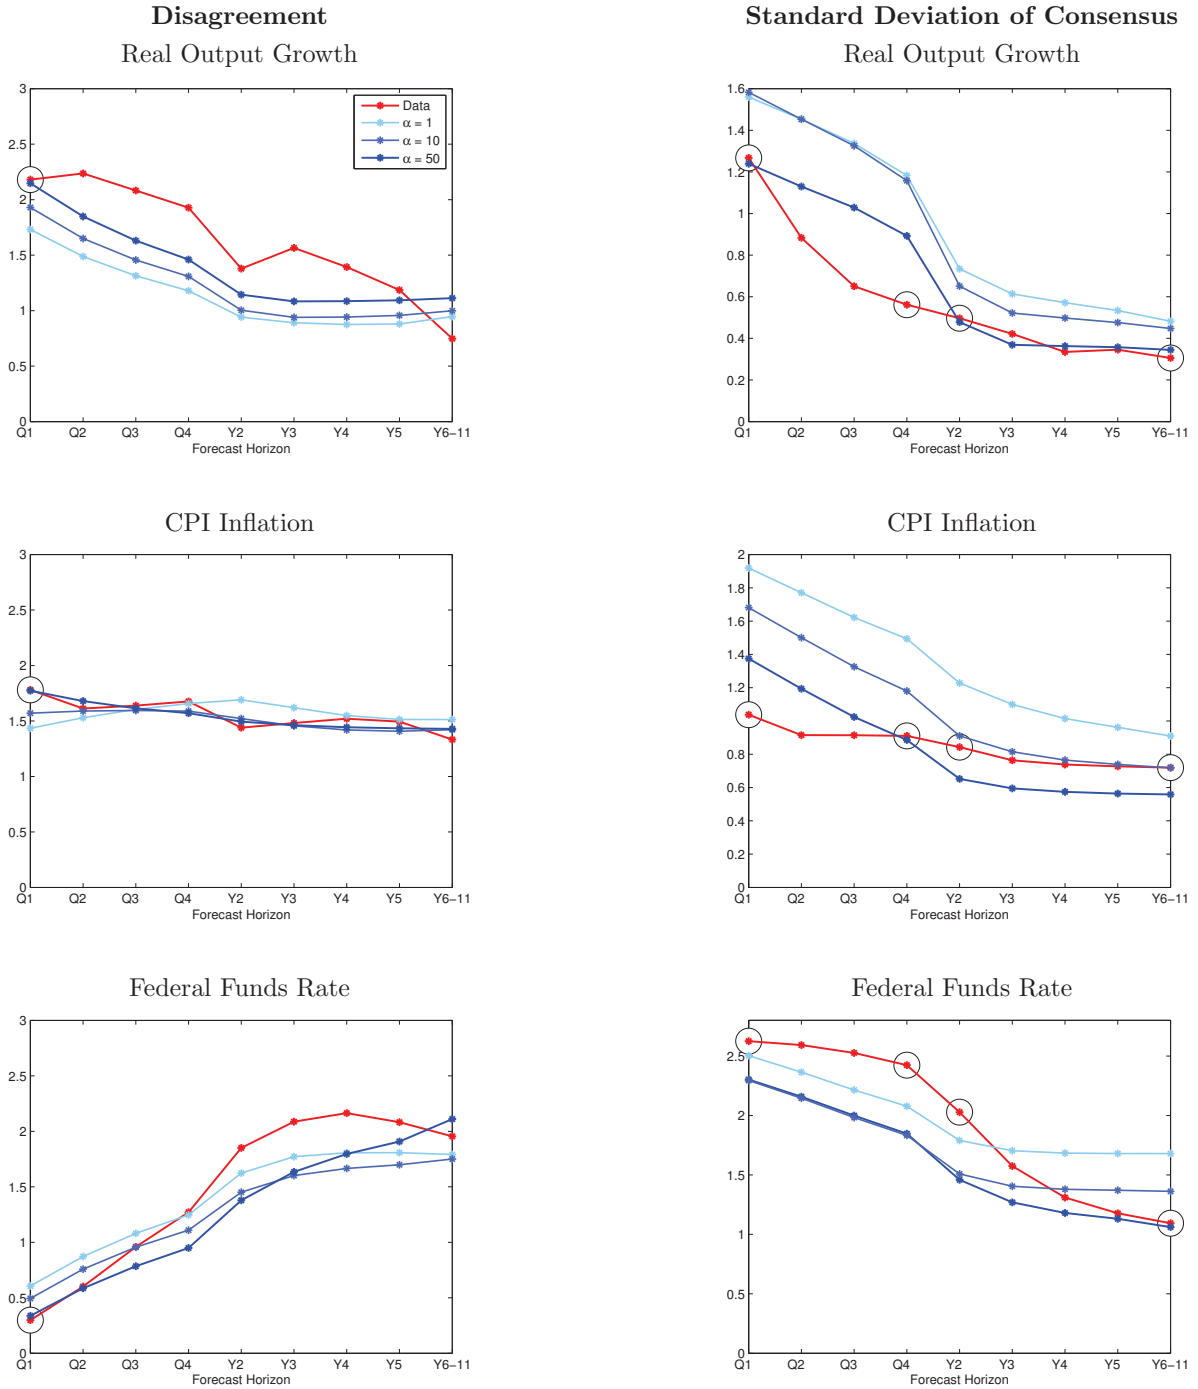 Disagreement
Standard Deviation of Consensus
Real Output Growth
Real Output Growth
3
2.5
2
1.5
1
0.5
0
Data
α = 1
α = 10
α = 50
Q1 Q2 Q3 Q4 Y2 Y3 Y4 Y5 Y6−11
Forecast Horizon
1.6
1.4
1.2
1
0.8
0.6
0.4
0.2
0
Q1 Q2 Q3 Q4 Y2 Y3 Y4 Y5 Y6−11
Forecast Horizon
CPI Inflation
CPI Inflation
3
2.5
2
1.5
1
0.5
0
Q1 Q2 Q3 Q4 Y2 Y3 Y4 Y5 Y6−11
Forecast Horizon
2
1.8
1.6
1.4
1.2
1
0.8
0.6
0.4
0.2
0
Q1 Q2 Q3 Q4 Y2 Y3 Y4 Y5 Y6−11
Forecast Horizon
Federal Funds Rate
Federal Funds Rate
3
2.5
2
1.5
1
0.5
0
Q1 Q2 Q3 Q4 Y2 Y3 Y4 Y5 Y6−11
Forecast Horizon
2.5
2
1.5
1
0.5
0
Q1 Q2 Q3 Q4 Y2 Y3 Y4 Y5 Y6−11
Forecast Horizon